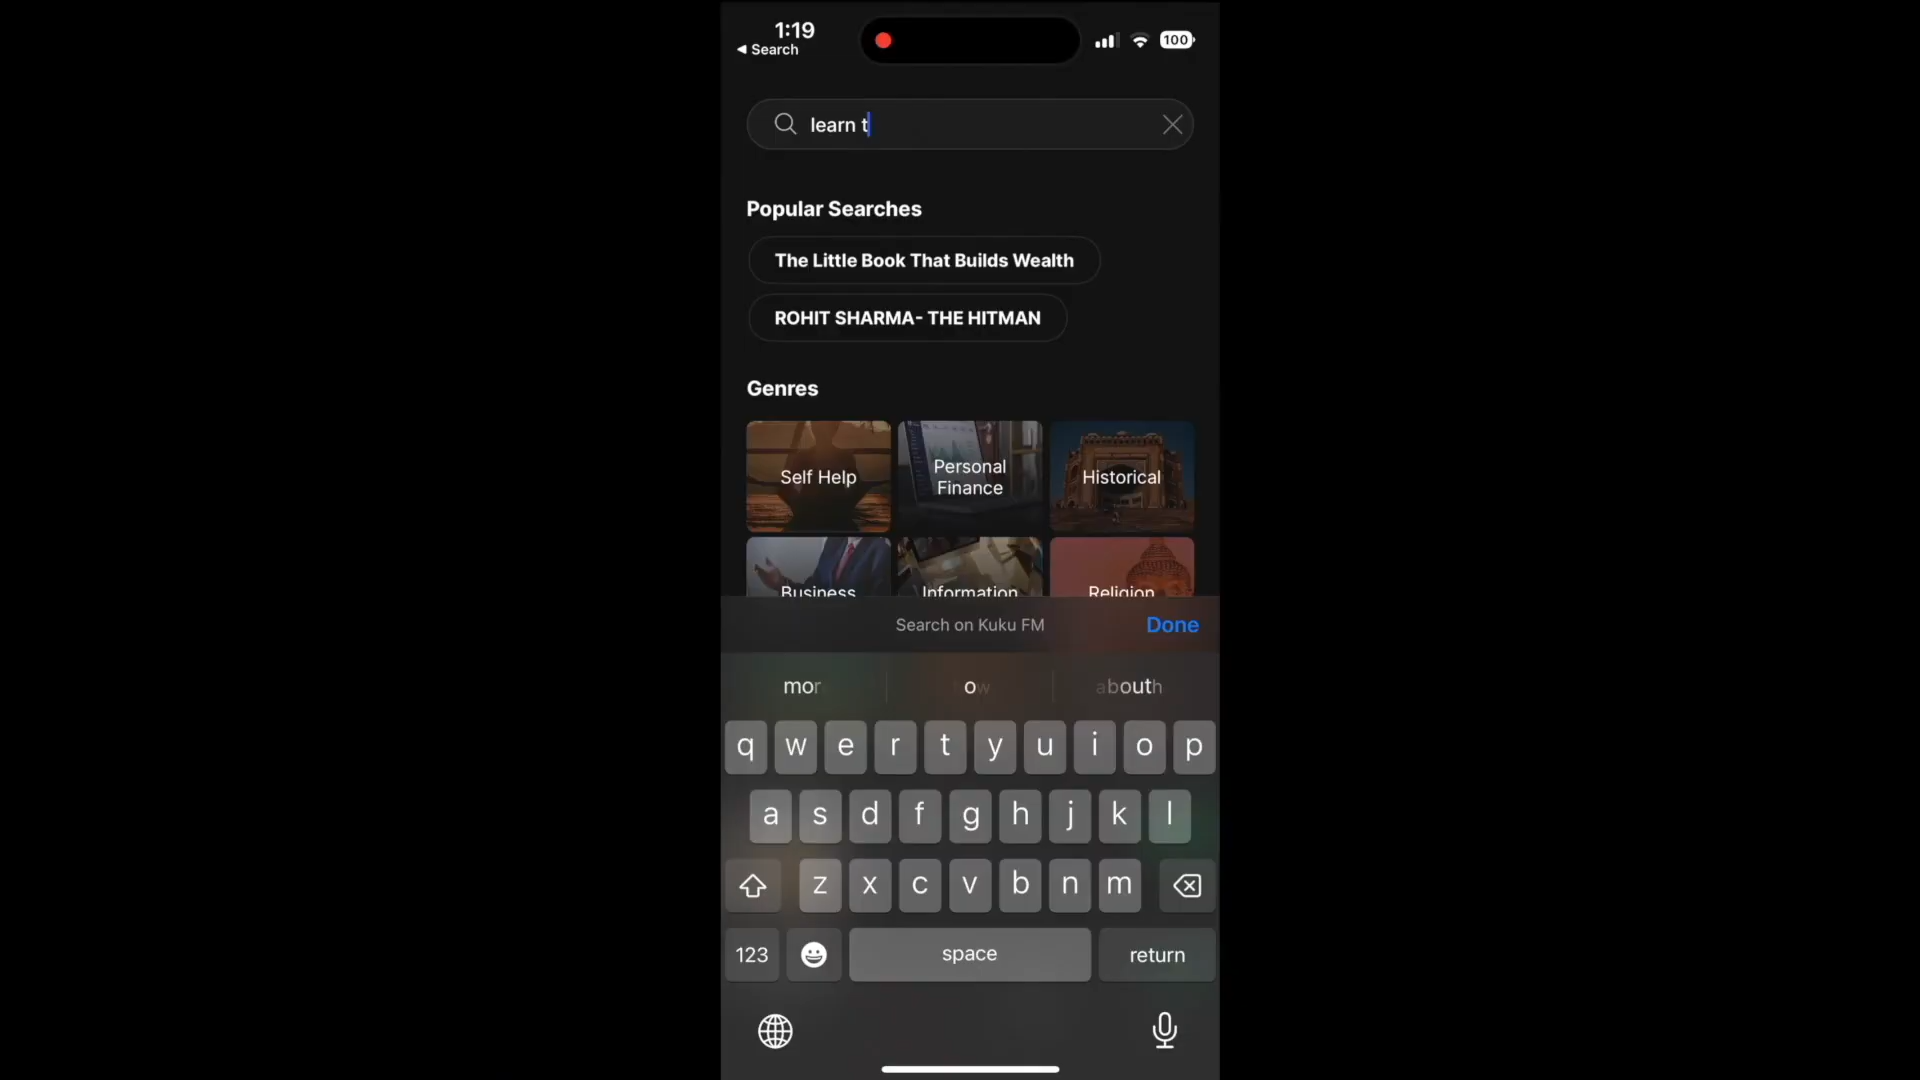 1:19
◀ Search
100
learn t
Popular Searches
The Little Book That Builds Wealth
ROHIT SHARMA- THE HITMAN
Genres
Self Help
Personal
Finance
Historical
Business
Information
Religion
Search on Kuku FM
Done
q w e r t y u i o p
a s d f g h j k l
z x c v b n m
123
space
return